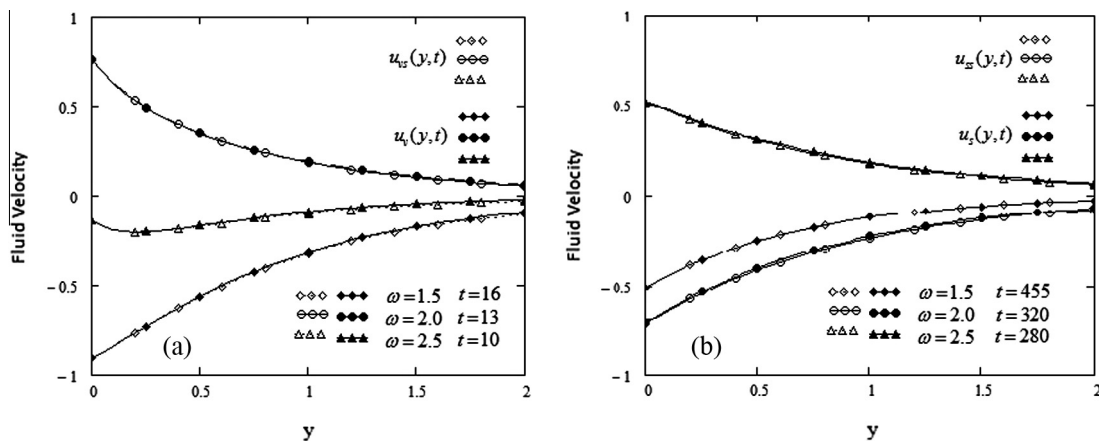 1
0.5
0
−0.5
−1
Fluid Velocity
u_vs(y,t)
u_v(y,t)
ω=1.5 t=16
ω=2.0 t=13
ω=2.5 t=10
(a)
0 0.5 1 1.5 2
y
1
0.5
0
−0.5
−1
Fluid Velocity
u_ss(y,t)
u_s(y,t)
ω=1.5 t=455
ω=2.0 t=320
ω=2.5 t=280
(b)
0 0.5 1 1.5 2
y